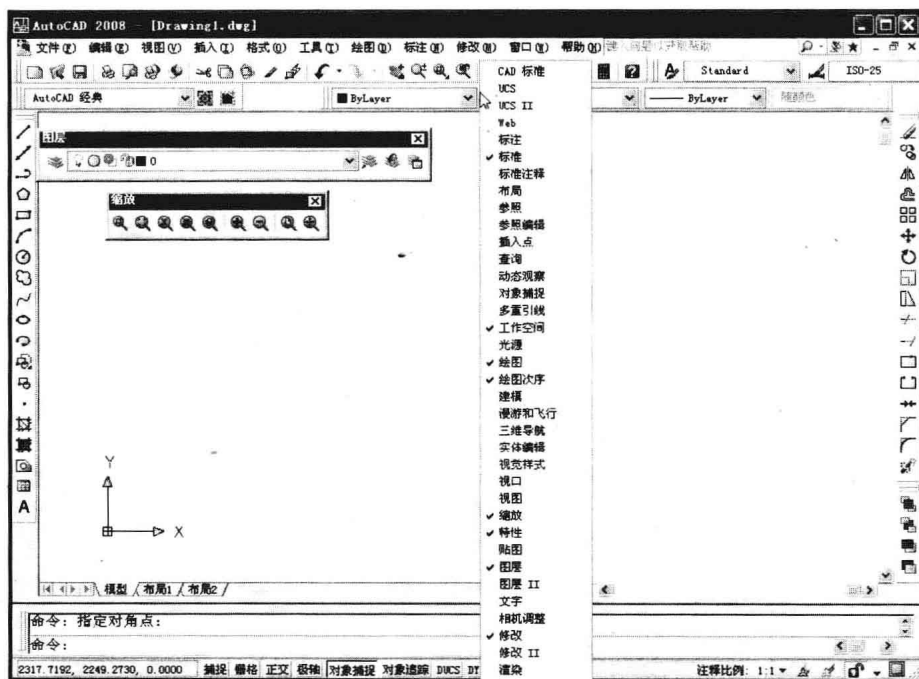 AutoCAD 2008 - [Drawing1.dwg]
文件(F) 编辑(E) 视图(V) 插入(I) 格式(O) 工具(T) 绘图(D) 标注(N) 修改(M) 窗口(W) 帮助(H)
Standard ISO-25
AutoCAD 经典 ByLayer ByLayer 随颜色
图层
0
缩放
CAD 标准
UCS
UCS II
Web
标注
标准
标准注释
布局
参照
参照编辑
插入点
查询
动态观察
对象捕捉
多重引线
工作空间
光源
绘图
绘图次序
建模
漫游和飞行
三维导航
实体编辑
视觉样式
视口
视图
缩放
特性
贴图
图层
图层 II
文字
相机调整
修改
修改 II
渲染
A
Y
X
模型 布局1 布局2
命令: 指定对角点:
命令:
2317.7192, 2249.2730, 0.0000 捕捉 栅格 正交 极轴 对象捕捉 对象追踪 DUCS DY 注释比例: 1:1